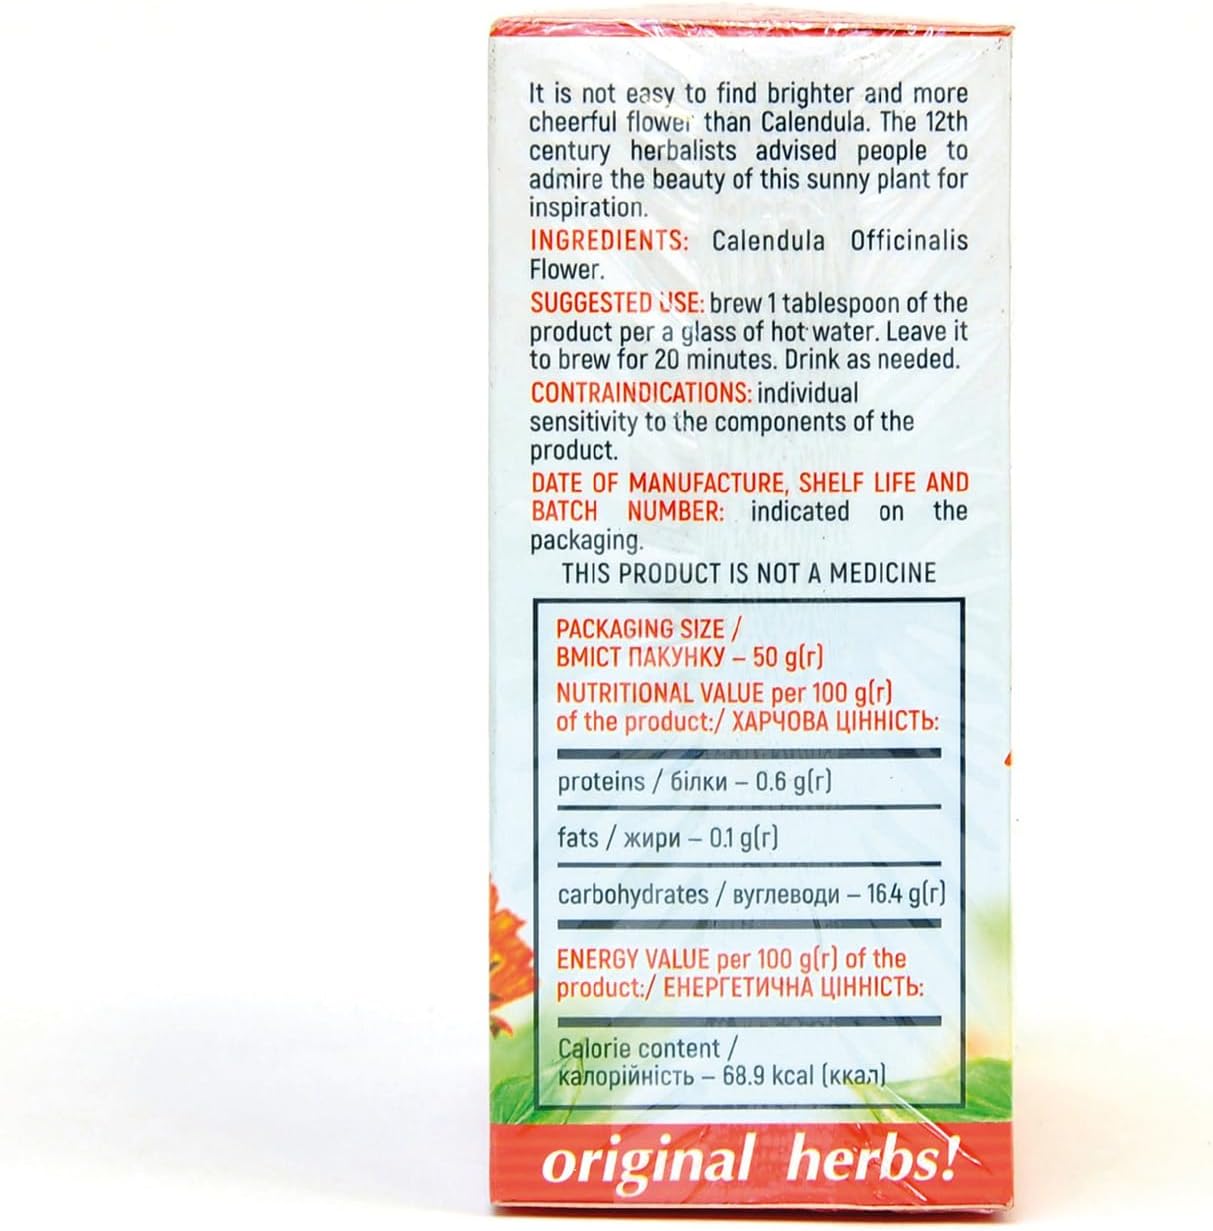 It is not easy to find brighter and more
cheerful flower than Calendula. The 12th
century herbalists advised people to
admire the beauty of this sunny plant for
inspiration.
INGREDIENTS: Calendula Officinalis
Flower.
SUGGESTED USE: brew 1 tablespoon of the
product per a glass of hot water. Leave it
to brew for 20 minutes. Drink as needed.
CONTRAINDICATIONS: individual
sensitivity to the components of the
product.
DATE OF MANUFACTURE, SHELF LIFE AND
BATCH NUMBER: indicated on the
packaging.
THIS PRODUCT IS NOT A MEDICINE
PACKAGING SIZE /
ВМІСТ ПАКУНКУ – 50 g(г)
NUTRITIONAL VALUE per 100 g(г)
of the product:/ ХАРЧОВА ЦІННІСТЬ:
proteins / білки – 0.6 g(г)
fats / жири – 0.1 g(г)
carbohydrates / вуглеводи – 16.4 g(г)
ENERGY VALUE per 100 g(г) of the
product:/ ЕНЕРГЕТИЧНА ЦІННІСТЬ:
Calorie content /
калорійність – 68.9 kcal (ккал)
original herbs!